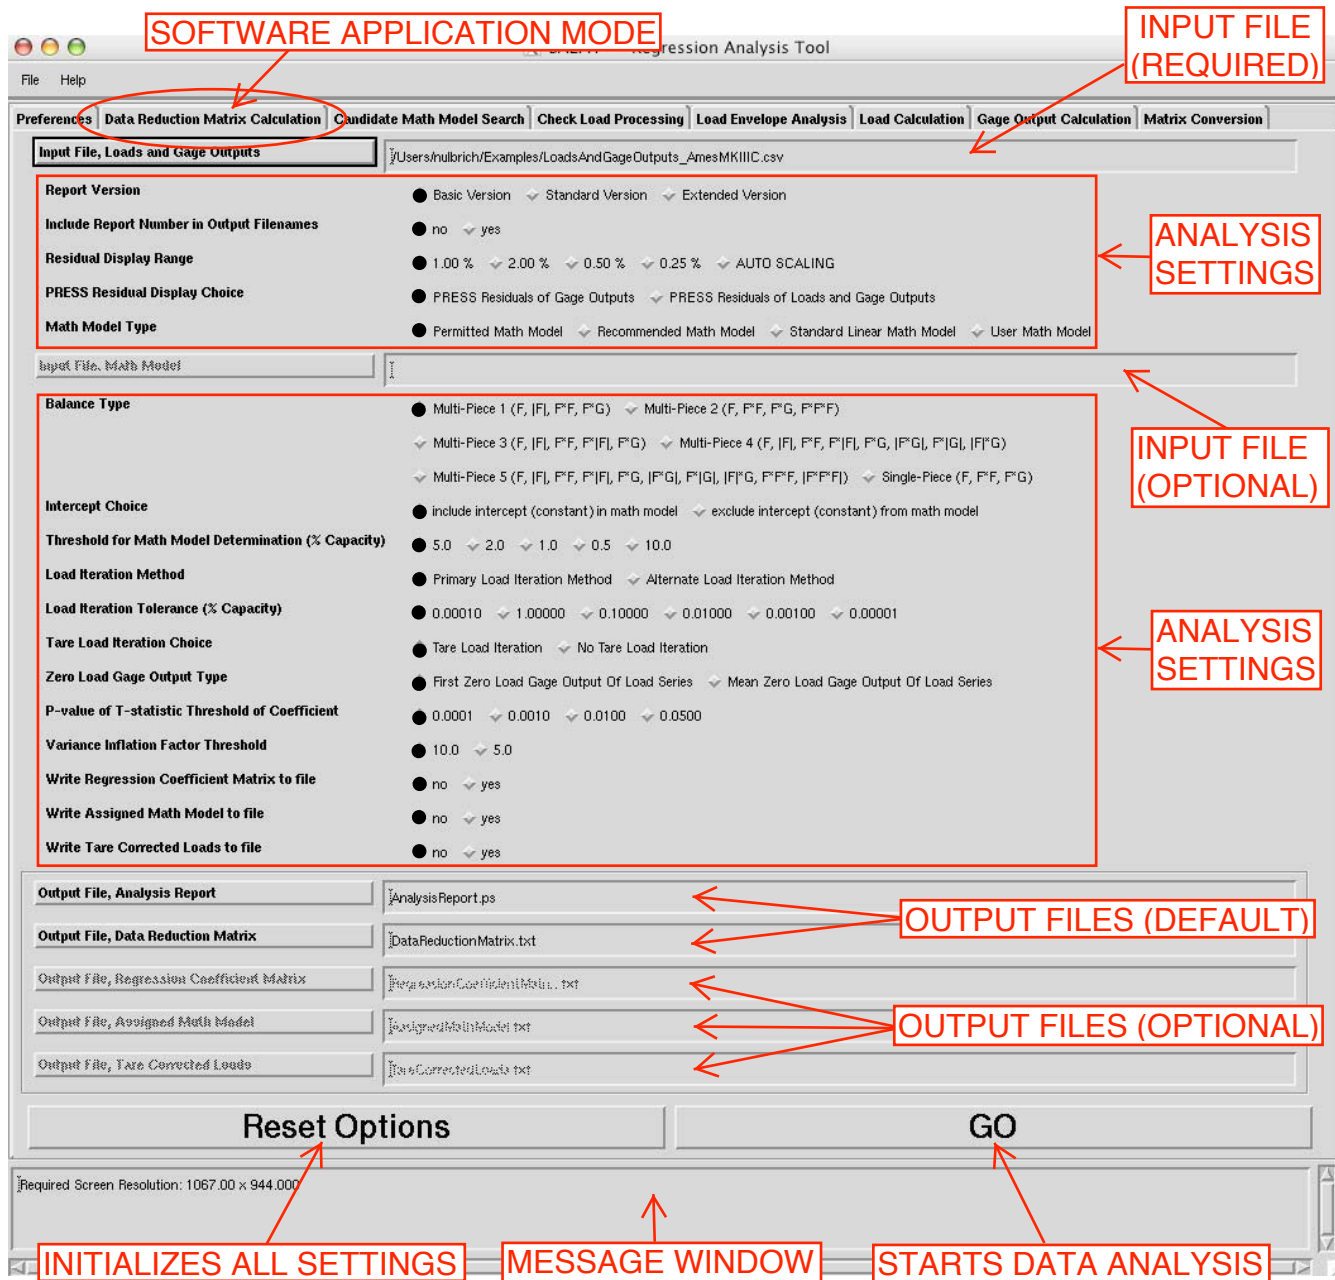 SOFTWARE APPLICATION MODE
INPUT FILE
(REQUIRED)
Regression Analysis Tool
File Help
Preferences Data Reduction Matrix Calculation Candidate Math Model Search Check Load Processing Load Envelope Analysis Load Calculation Gage Output Calculation Matrix Conversion
Input File, Loads and Gage Outputs /Users/nulbrich/Examples/LoadsAndGageOutputs_AmesMKIIIC.csv
Report Version Basic Version Standard Version Extended Version
Include Report Number in Output Filenames no yes
Residual Display Range 1.00 % 2.00 % 0.50 % 0.25 % AUTO SCALING
PRESS Residual Display Choice PRESS Residuals of Gage Outputs PRESS Residuals of Loads and Gage Outputs
Math Model Type Permitted Math Model Recommended Math Model Standard Linear Math Model User Math Model
ANALYSIS
SETTINGS
Input File, Math Model
INPUT FILE
(OPTIONAL)
Balance Type Multi-Piece 1 (F, |F|, F*F, F*G) Multi-Piece 2 (F, F*F, F*G, F*F*F)
Multi-Piece 3 (F, |F|, F*F, F*|F|, F*G) Multi-Piece 4 (F, |F|, F*F, F*|F|, F*G, |F*G|, F*|G|, |F|*G)
Multi-Piece 5 (F, |F|, F*F, F*|F|, F*G, |F*G|, F*|G|, |F|*G, F*F*F, |F*F*F|) Single-Piece (F, F*F, F*G)
Intercept Choice include intercept (constant) in math model exclude intercept (constant) from math model
Threshold for Math Model Determination (% Capacity) 5.0 2.0 1.0 0.5 10.0
Load Iteration Method Primary Load Iteration Method Alternate Load Iteration Method
Load Iteration Tolerance (% Capacity) 0.00010 1.00000 0.10000 0.01000 0.00100 0.00001
Tare Load Iteration Choice Tare Load Iteration No Tare Load Iteration
Zero Load Gage Output Type First Zero Load Gage Output Of Load Series Mean Zero Load Gage Output Of Load Series
P-value of T-statistic Threshold of Coefficient 0.0001 0.0010 0.0100 0.0500
Variance Inflation Factor Threshold 10.0 5.0
Write Regression Coefficient Matrix to file no yes
Write Assigned Math Model to file no yes
Write Tare Corrected Loads to file no yes
ANALYSIS
SETTINGS
Output File, Analysis Report AnalysisReport.ps
Output File, Data Reduction Matrix DataReductionMatrix.txt
OUTPUT FILES (DEFAULT)
Output File, Regression Coefficient Matrix RegressionCoefficientMatrix.txt
Output File, Assigned Math Model AssignedMathModel.txt
Output File, Tare Corrected Loads TareCorrectedLoads.txt
OUTPUT FILES (OPTIONAL)
Reset Options GO
Required Screen Resolution: 1067.00 x 944.000
INITIALIZES ALL SETTINGS MESSAGE WINDOW STARTS DATA ANALYSIS